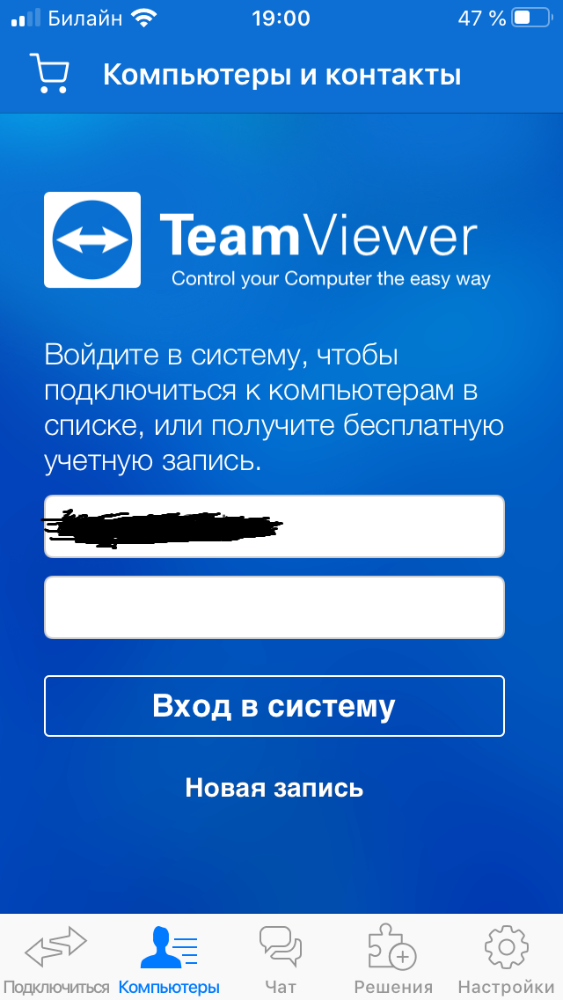 Билайн 19:00 47 %
Компьютеры и контакты
TeamViewer
Control your Computer the easy way
Войдите в систему, чтобы
подключиться к компьютерам в
списке, или получите бесплатную
учетную запись.
Вход в систему
Новая запись
Подключиться Компьютеры Чат Решения Настройки